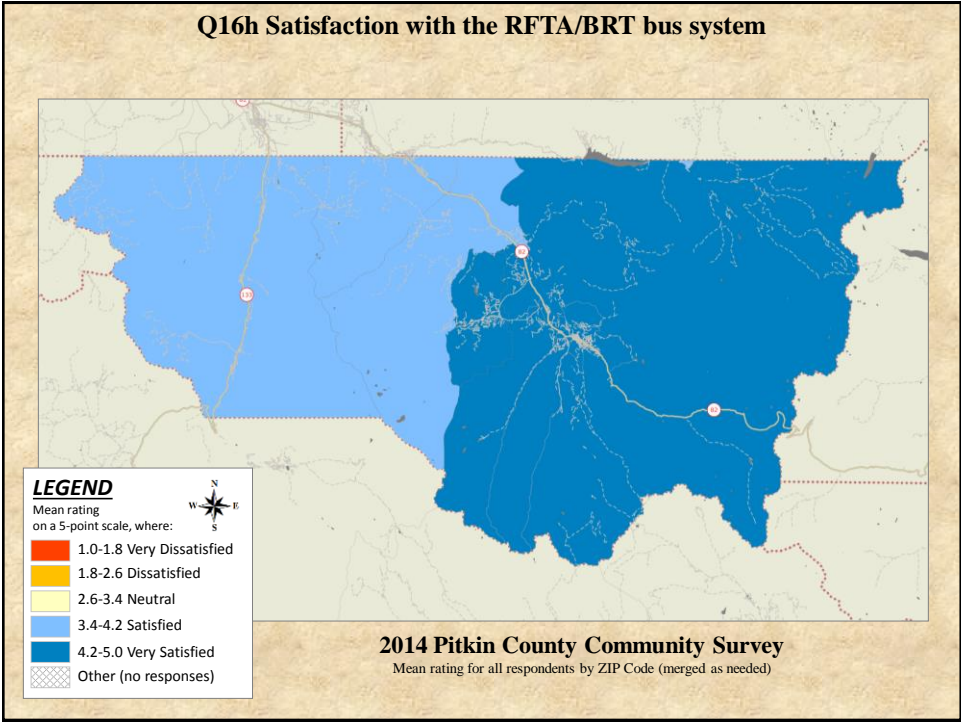 Q16h Satisfaction with the RFTA/BRT bus system
82
82
133
82
LEGEND
Mean rating
on a 5-point scale, where:
N
W E
S
1.0-1.8 Very Dissatisfied
1.8-2.6 Dissatisfied
2.6-3.4 Neutral
3.4-4.2 Satisfied
4.2-5.0 Very Satisfied
Other (no responses)
2014 Pitkin County Community Survey
Mean rating for all respondents by ZIP Code (merged as needed)